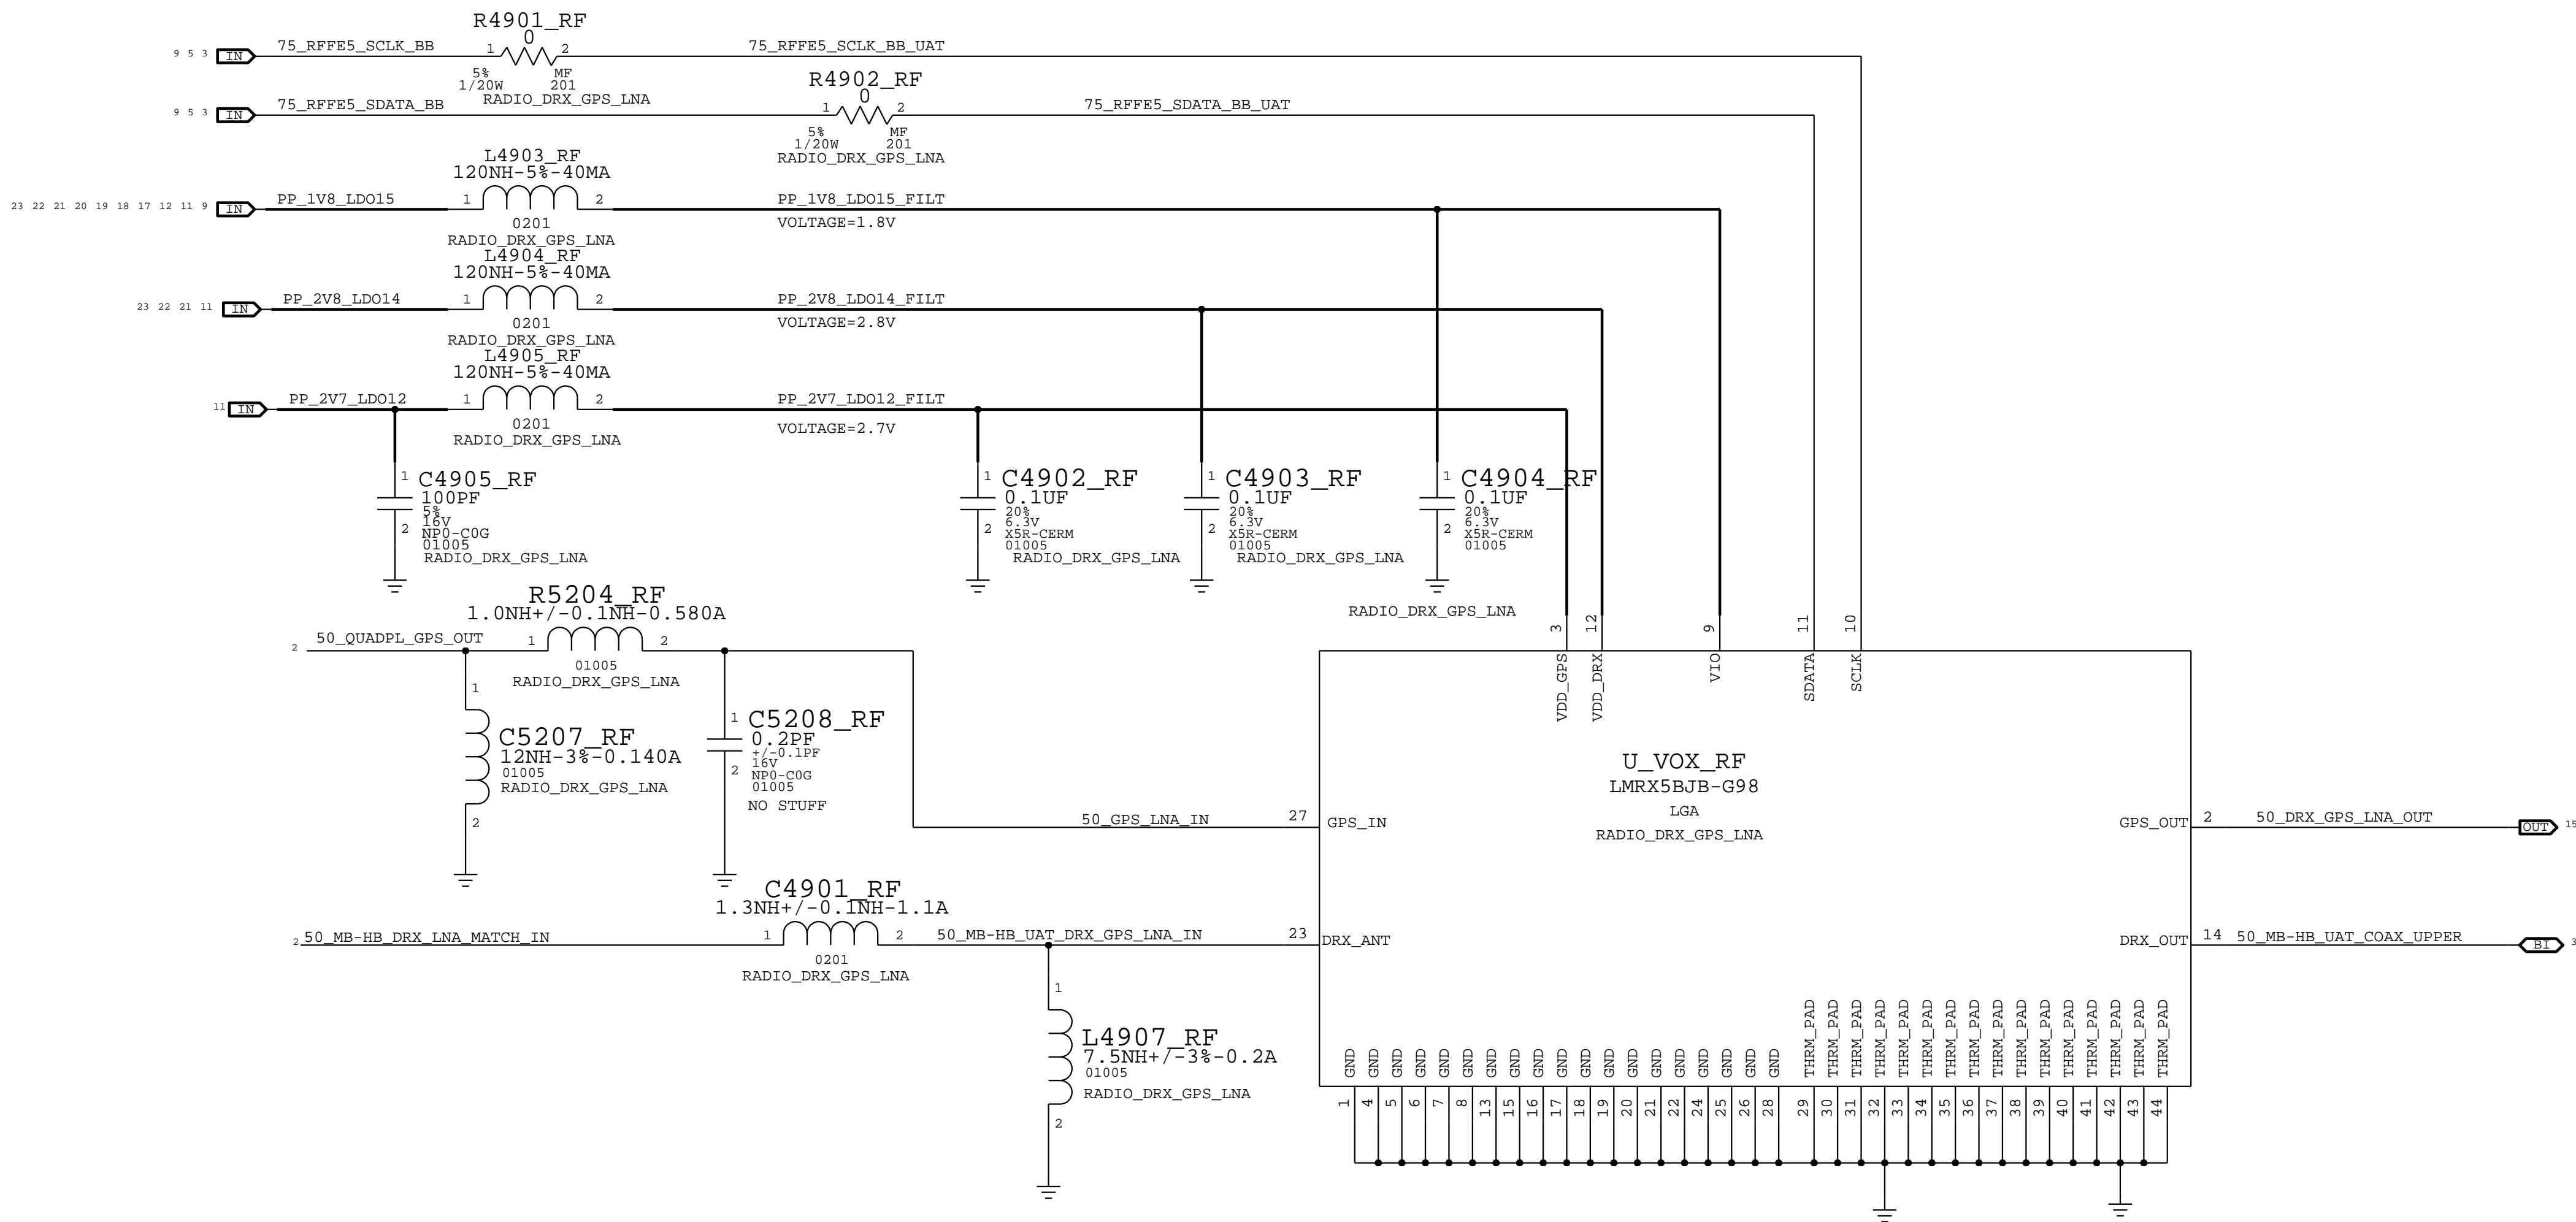 R4901_RF
0
9 5 3 IN 75_RFFE5_SCLK_BB 1 2 75_RFFE5_SCLK_BB_UAT
5% MF
1/20W 201
RADIO_DRX_GPS_LNA
R4902_RF
0
9 5 3 IN 75_RFFE5_SDATA_BB 1 2 75_RFFE5_SDATA_BB_UAT
5% MF
1/20W 201
RADIO_DRX_GPS_LNA
L4903_RF
120NH-5%-40MA
23 22 21 20 19 18 17 12 11 9 IN PP_1V8_LDO15 1 2 PP_1V8_LDO15_FILT
0201 VOLTAGE=1.8V
RADIO_DRX_GPS_LNA
L4904_RF
120NH-5%-40MA
23 22 21 11 IN PP_2V8_LDO14 1 2 PP_2V8_LDO14_FILT
0201 VOLTAGE=2.8V
RADIO_DRX_GPS_LNA
L4905_RF
120NH-5%-40MA
11 IN PP_2V7_LDO12 1 2 PP_2V7_LDO12_FILT
0201 VOLTAGE=2.7V
RADIO_DRX_GPS_LNA
1 C4905_RF
100PF
5%
16V
2 NP0-C0G
01005
RADIO_DRX_GPS_LNA
1 C4902_RF
0.1UF
20%
6.3V
2 X5R-CERM
01005
RADIO_DRX_GPS_LNA
1 C4903_RF
0.1UF
20%
6.3V
2 X5R-CERM
01005
RADIO_DRX_GPS_LNA
1 C4904_RF
0.1UF
20%
6.3V
2 X5R-CERM
01005
RADIO_DRX_GPS_LNA
R5204_RF
1.0NH+/-0.1NH-0.580A
2 50_QUADPL_GPS_OUT 1 2
01005
RADIO_DRX_GPS_LNA
1
C5207_RF
12NH-3%-0.140A
01005
RADIO_DRX_GPS_LNA
2
1 C5208_RF
0.2PF
+/-0.1PF
16V
2 NP0-C0G
01005
NO STUFF
3 12 9 11 10
VDD_GPS VDD_DRX VIO SDATA SCLK
U_VOX_RF
LMRX5BJB-G98
LGA
RADIO_DRX_GPS_LNA
50_GPS_LNA_IN 27 GPS_IN
GPS_OUT 2 50_DRX_GPS_LNA_OUT OUT 15
C4901_RF
1.3NH+/-0.1NH-1.1A
2 50_MB-HB_DRX_LNA_MATCH_IN 1 2 50_MB-HB_UAT_DRX_GPS_LNA_IN 23 DRX_ANT
DRX_OUT 14 50_MB-HB_UAT_COAX_UPPER BI 3
0201
RADIO_DRX_GPS_LNA
1
L4907_RF
7.5NH+/-3%-0.2A
01005
RADIO_DRX_GPS_LNA
2
GND GND GND GND GND GND GND GND GND GND GND GND GND GND GND GND GND GND GND THRM_PAD THRM_PAD THRM_PAD THRM_PAD THRM_PAD THRM_PAD THRM_PAD THRM_PAD THRM_PAD THRM_PAD THRM_PAD THRM_PAD THRM_PAD THRM_PAD THRM_PAD THRM_PAD
1 4 5 6 7 8 13 15 16 17 18 19 20 21 22 24 25 26 28 29 30 31 32 33 34 35 36 37 38 39 40 41 42 43 44